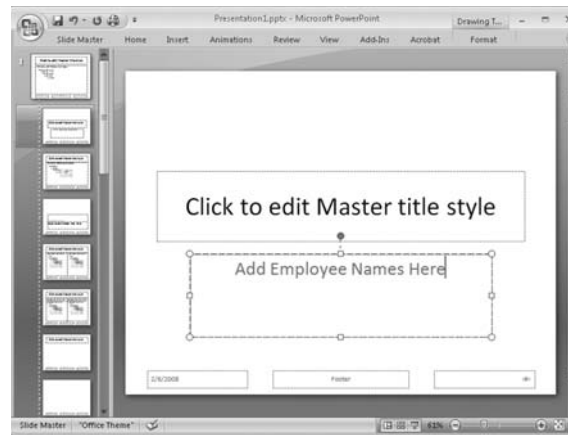 Presentation1.pptx - Microsoft PowerPoint
Drawing T...
Slide Master Home Insert Animations Review View Add-Ins Acrobat Format
1
Click to edit Master title style
Add Employee Names Here
2/6/2008 Footer ‹#›
Slide Master "Office Theme" 61%